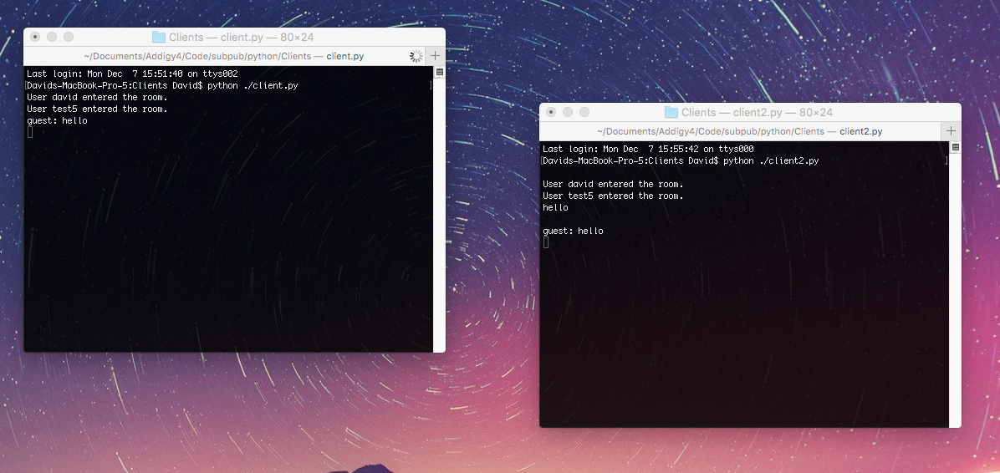 Clients — client.py — 80×24
~/Documents/Addigy4/Code/subpub/python/Clients — client.py
Last login: Mon Dec  7 15:51:40 on ttys002
[Davids-MacBook-Pro-5:Clients David$ python ./client.py ]
User david entered the room.
User test5 entered the room.
guest: hello
Clients — client2.py — 80×24
~/Documents/Addigy4/Code/subpub/python/Clients — client2.py
Last login: Mon Dec  7 15:55:42 on ttys000
[Davids-MacBook-Pro-5:Clients David$ python ./client2.py ]
User david entered the room.
User test5 entered the room.
hello
guest: hello